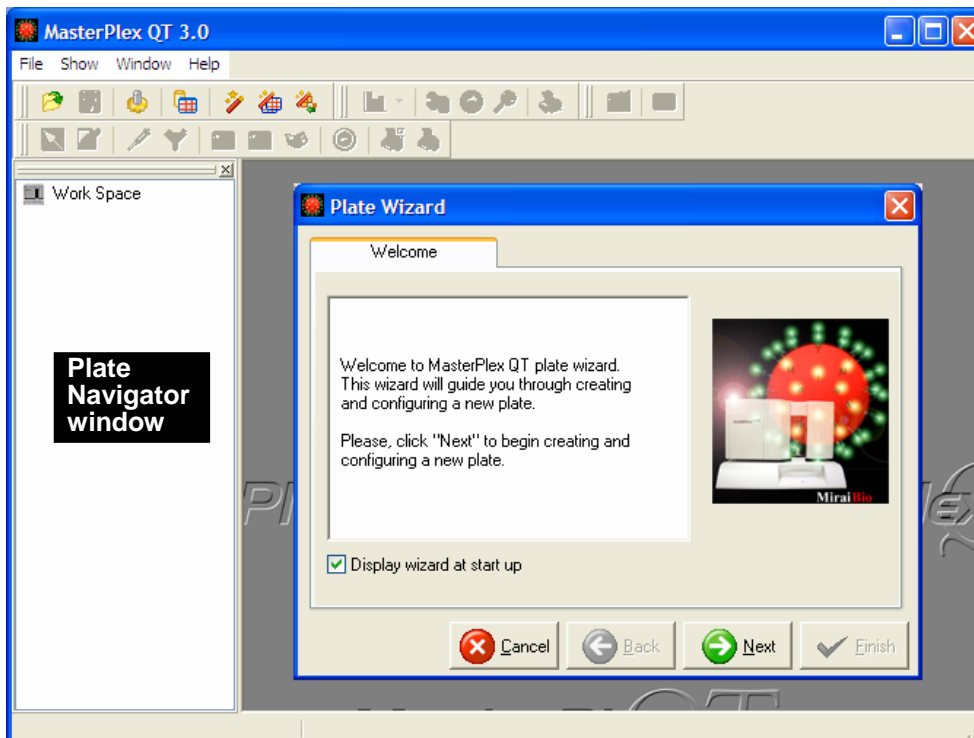 MasterPlex QT 3.0
File Show Window Help
Work Space
Plate
Navigator
window
Plate Wizard
Welcome
Welcome to MasterPlex QT plate wizard.
This wizard will guide you through creating
and configuring a new plate.
Please, click "Next" to begin creating and
configuring a new plate.
MiraiBio
Display wizard at start up
Cancel Back Next Finish